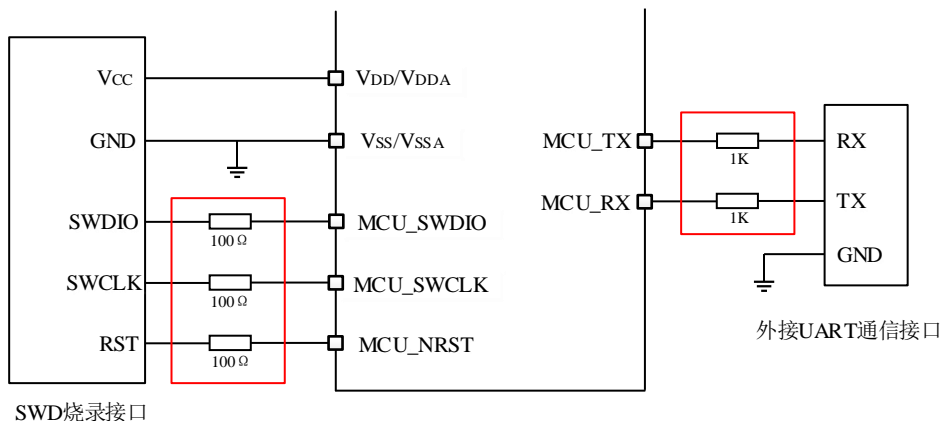 VCC
VDD/VDDA
GND
VSS/VSSA
SWDIO
100Ω
MCU_SWDIO
SWCLK
100Ω
MCU_SWCLK
RST
100Ω
MCU_NRST
SWD烧录接口
MCU_TX
1K
RX
MCU_RX
1K
TX
GND
外接UART通信接口